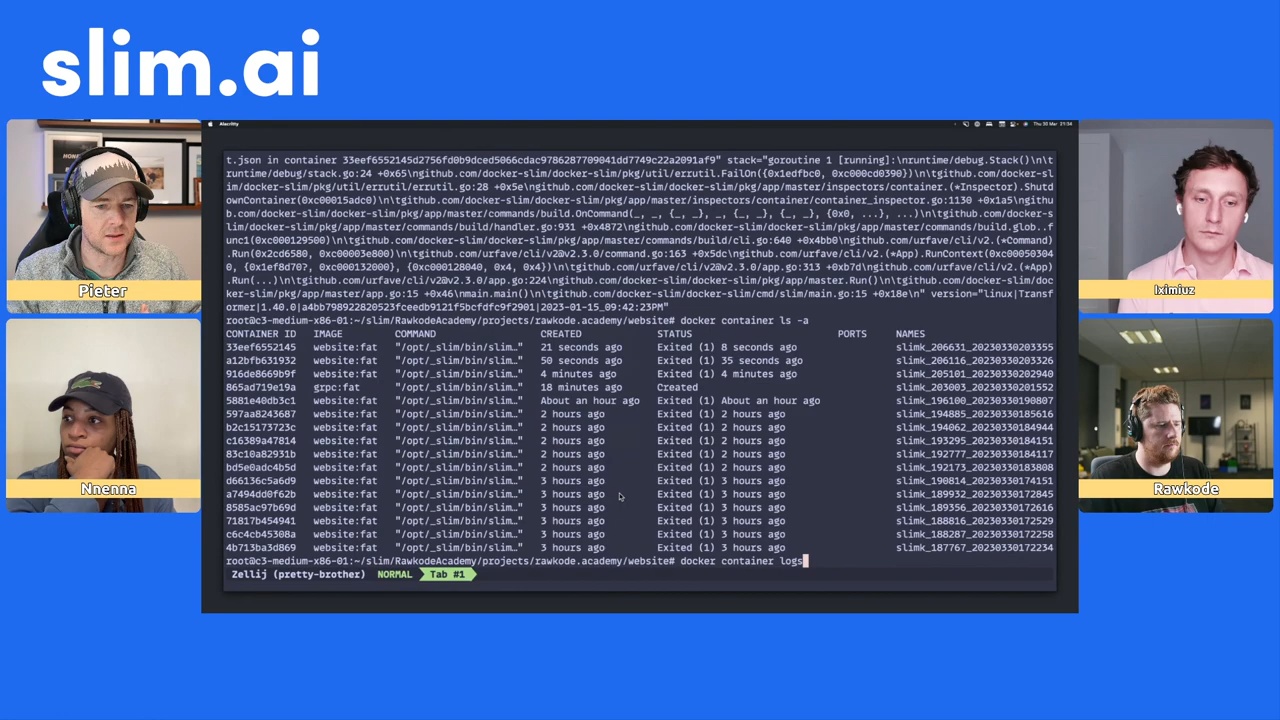 slim.ai
Pieter
Nnenna
Iximiuz
Rawkode
Alacritty
Thu 30 Mar 21:34
t.json in container 33eef6552145d2756fd0b9dced5066cdac9786287709041dd7749c22a2091af9" stack="goroutine 1 [running]:\nruntime/debug.Stack()\n\t
runtime/debug/stack.go:24 +0x65\ngithub.com/docker-slim/docker-slim/pkg/util/errutil.FailOn({0x1edfbc0, 0xc000cd0390})\n\tgithub.com/docker-sl
im/docker-slim/pkg/util/errutil/errutil.go:28 +0x5e\ngithub.com/docker-slim/docker-slim/pkg/app/master/inspectors/container.(*Inspector).Shutd
ownContainer(0xc00015adc0)\n\tgithub.com/docker-slim/docker-slim/pkg/app/master/inspectors/container/container_inspector.go:1130 +0x1a5\ngithu
b.com/docker-slim/docker-slim/pkg/app/master/commands/build.OnCommand(_, _, {_, _}, _, {_, _}, {_, _}, {0x0, ...}, ...)\n\tgithub.com/docker-s
lim/docker-slim/pkg/app/master/commands/build/handler.go:931 +0x4872\ngithub.com/docker-slim/docker-slim/pkg/app/master/commands/build.glob..f
unc1(0xc000129500)\n\tgithub.com/docker-slim/docker-slim/pkg/app/master/commands/build/cli.go:640 +0x4bb0\ngithub.com/urfave/cli/v2.(*Command)
.Run(0x2cd6580, 0xc0003e800)\n\tgithub.com/urfave/cli/v2@v2.3.0/command.go:163 +0x5dc\ngithub.com/urfave/cli/v2.(*App).RunContext(0xc00050340
0, {0x1ef8d70?, 0xc000132000}, {0xc000128040, 0x4, 0x4})\n\tgithub.com/urfave/cli/v2@v2.3.0/app.go:313 +0xb7d\ngithub.com/urfave/cli/v2.(*App)
.Run(...)\n\tgithub.com/urfave/cli/v2@v2.3.0/app.go:224\ngithub.com/docker-slim/docker-slim/pkg/app/master.Run()\n\tgithub.com/docker-slim/doc
ker-slim/pkg/app/master/app.go:15 +0x46\nmain.main()\n\tgithub.com/docker-slim/docker-slim/cmd/slim/main.go:15 +0x18e\n" version="linux|Transf
ormer|1.40.0|a4bb798922820523fceedb9121f5bcfdf3fc2901|2023-01-15_09:42:23PM"
root@c3-medium-x86-01:~/slim/RawkodeAcademy/projects/rawkode.academy/website# docker container ls -a
CONTAINER ID IMAGE COMMAND CREATED STATUS PORTS NAMES
33eef6552145 website:fat "/opt/_slim/bin/slim…" 21 seconds ago Exited (1) 8 seconds ago slimk_206631_20230330203355
a12bfb631932 website:fat "/opt/_slim/bin/slim…" 50 seconds ago Exited (1) 35 seconds ago slimk_206116_20230330203326
916de8669b9f website:fat "/opt/_slim/bin/slim…" 4 minutes ago Exited (1) 4 minutes ago slimk_205101_20230330202940
865ad719e19a grpc:fat "/opt/_slim/bin/slim…" 18 minutes ago Created slimk_203003_20230330201552
5881e40db3c1 website:fat "/opt/_slim/bin/slim…" About an hour ago Exited (1) About an hour ago slimk_196100_20230330190807
597aa8243687 website:fat "/opt/_slim/bin/slim…" 2 hours ago Exited (1) 2 hours ago slimk_194885_20230330185616
b2c15173723c website:fat "/opt/_slim/bin/slim…" 2 hours ago Exited (1) 2 hours ago slimk_194062_20230330184944
c16389a47814 website:fat "/opt/_slim/bin/slim…" 2 hours ago Exited (1) 2 hours ago slimk_193295_20230330184151
83c10a82931b website:fat "/opt/_slim/bin/slim…" 2 hours ago Exited (1) 2 hours ago slimk_192777_20230330184117
bd5e0adc4b5d website:fat "/opt/_slim/bin/slim…" 2 hours ago Exited (1) 2 hours ago slimk_192173_20230330183808
d66136c5a6d9 website:fat "/opt/_slim/bin/slim…" 3 hours ago Exited (1) 3 hours ago slimk_190814_20230330174151
a7494dd0f62b website:fat "/opt/_slim/bin/slim…" 3 hours ago Exited (1) 3 hours ago slimk_189932_20230330172845
8585ac97b69d website:fat "/opt/_slim/bin/slim…" 3 hours ago Exited (1) 3 hours ago slimk_189356_20230330172616
71817b454941 website:fat "/opt/_slim/bin/slim…" 3 hours ago Exited (1) 3 hours ago slimk_188816_20230330172529
c6c4cb45308a website:fat "/opt/_slim/bin/slim…" 3 hours ago Exited (1) 3 hours ago slimk_188287_20230330172258
4b713ba3d869 website:fat "/opt/_slim/bin/slim…" 3 hours ago Exited (1) 3 hours ago slimk_187767_20230330172234
root@c3-medium-x86-01:~/slim/RawkodeAcademy/projects/rawkode.academy/website# docker container logs
Zellij (pretty-brother) NORMAL Tab #1